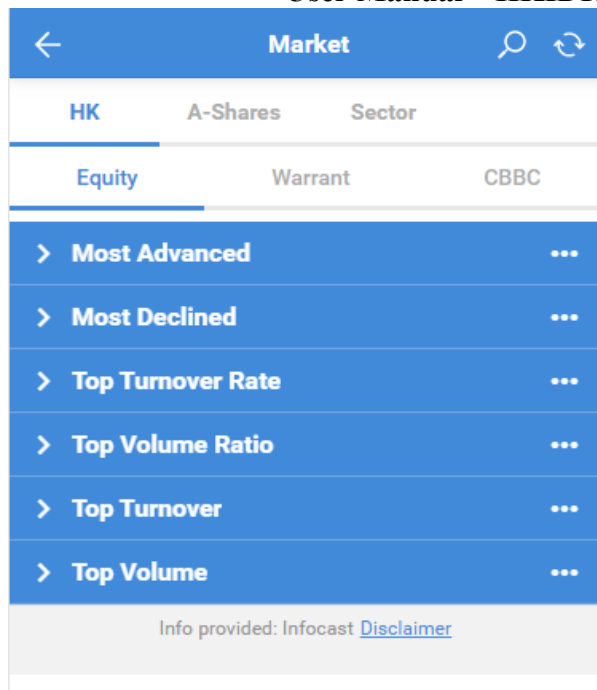 Market
HK A-Shares Sector
Equity Warrant CBBC
Most Advanced
Most Declined
Top Turnover Rate
Top Volume Ratio
Top Turnover
Top Volume
Info provided: Infocast Disclaimer